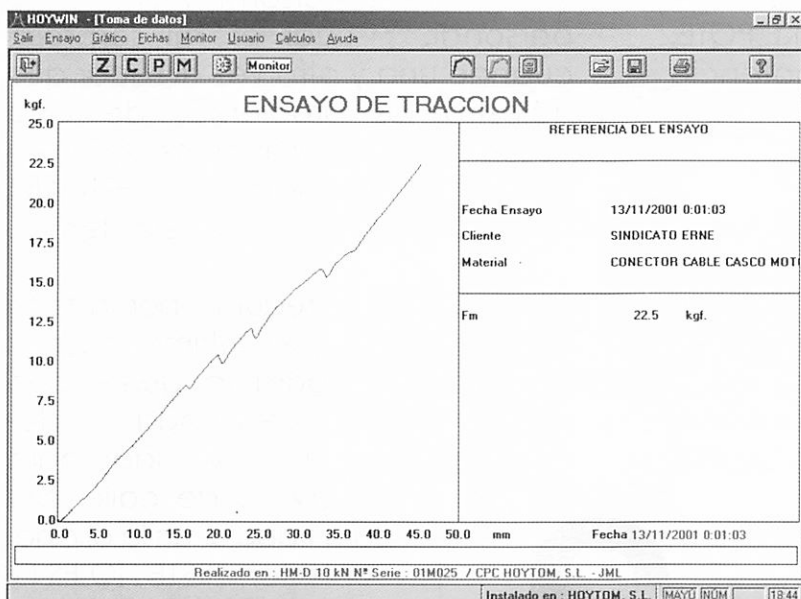 HOYWIN - [Toma de datos]
Salir Ensayo Gráfico Fichas Monitor Usuario Calculos Ayuda
Z C P M Monitor ?
kgf. ENSAYO DE TRACCION
REFERENCIA DEL ENSAYO
25.0
22.5
20.0
17.5
15.0
12.5
10.0
7.5
5.0
2.5
0.0
0.0 5.0 10.0 15.0 20.0 25.0 30.0 35.0 40.0 45.0 50.0 mm
Fecha Ensayo 13/11/2001 0:01:03
Cliente SINDICATO ERNE
Material CONECTOR CABLE CASCO MOT
Fm 22.5 kgf.
Fecha 13/11/2001 0:01:03
Realizado en : HM-D 10 kN Nª Serie : 01M025 / CPC HOYTOM, S.L. - JML
Instalado en : HOYTOM, S.L. MAYÚ NÚM 18:44